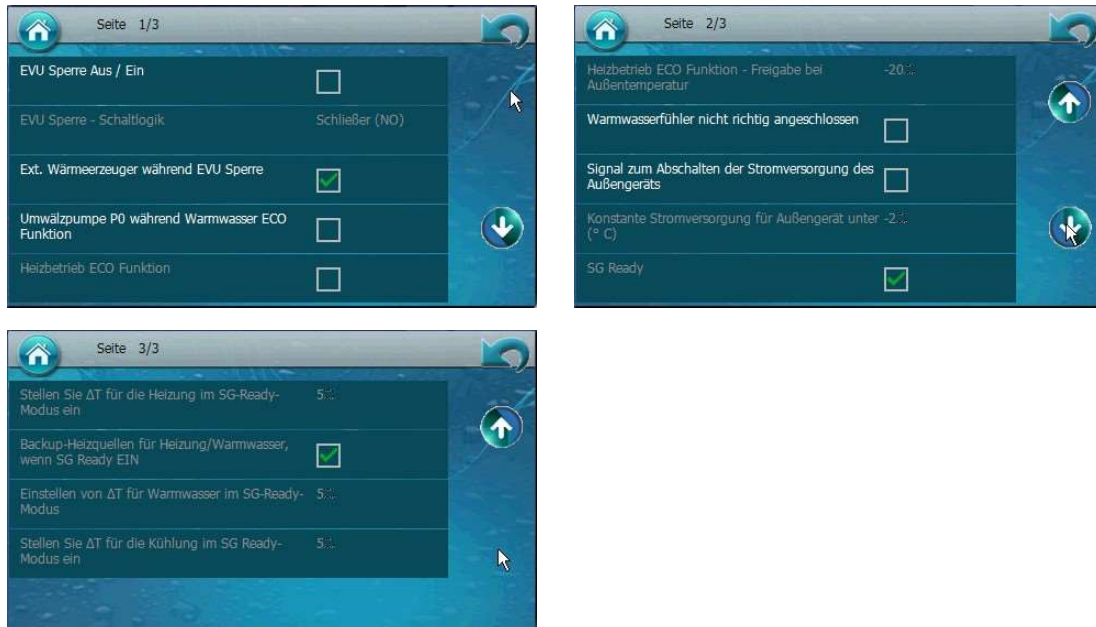 Seite 1/3
EVU Sperre Aus / Ein
EVU Sperre - Schaltlogik Schließer (NO)
Ext. Wärmeerzeuger während EVU Sperre
Umwälzpumpe P0 während Warmwasser ECO
Funktion
Heizbetrieb ECO Funktion
Seite 2/3
Heizbetrieb ECO Funktion - Freigabe bei -20
Außentemperatur
Warmwasserfühler nicht richtig angeschlossen
Signal zum Abschalten der Stromversorgung des
Außengeräts
Konstante Stromversorgung für Außengerät unter -2
(° C)
SG Ready
Seite 3/3
Stellen Sie ΔT für die Heizung im SG-Ready- 5
Modus ein
Backup-Heizquellen für Heizung/Warmwasser,
wenn SG Ready EIN
Einstellen von ΔT für Warmwasser im SG-Ready- 5
Modus
Stellen Sie ΔT für die Kühlung im SG Ready- 5
Modus ein